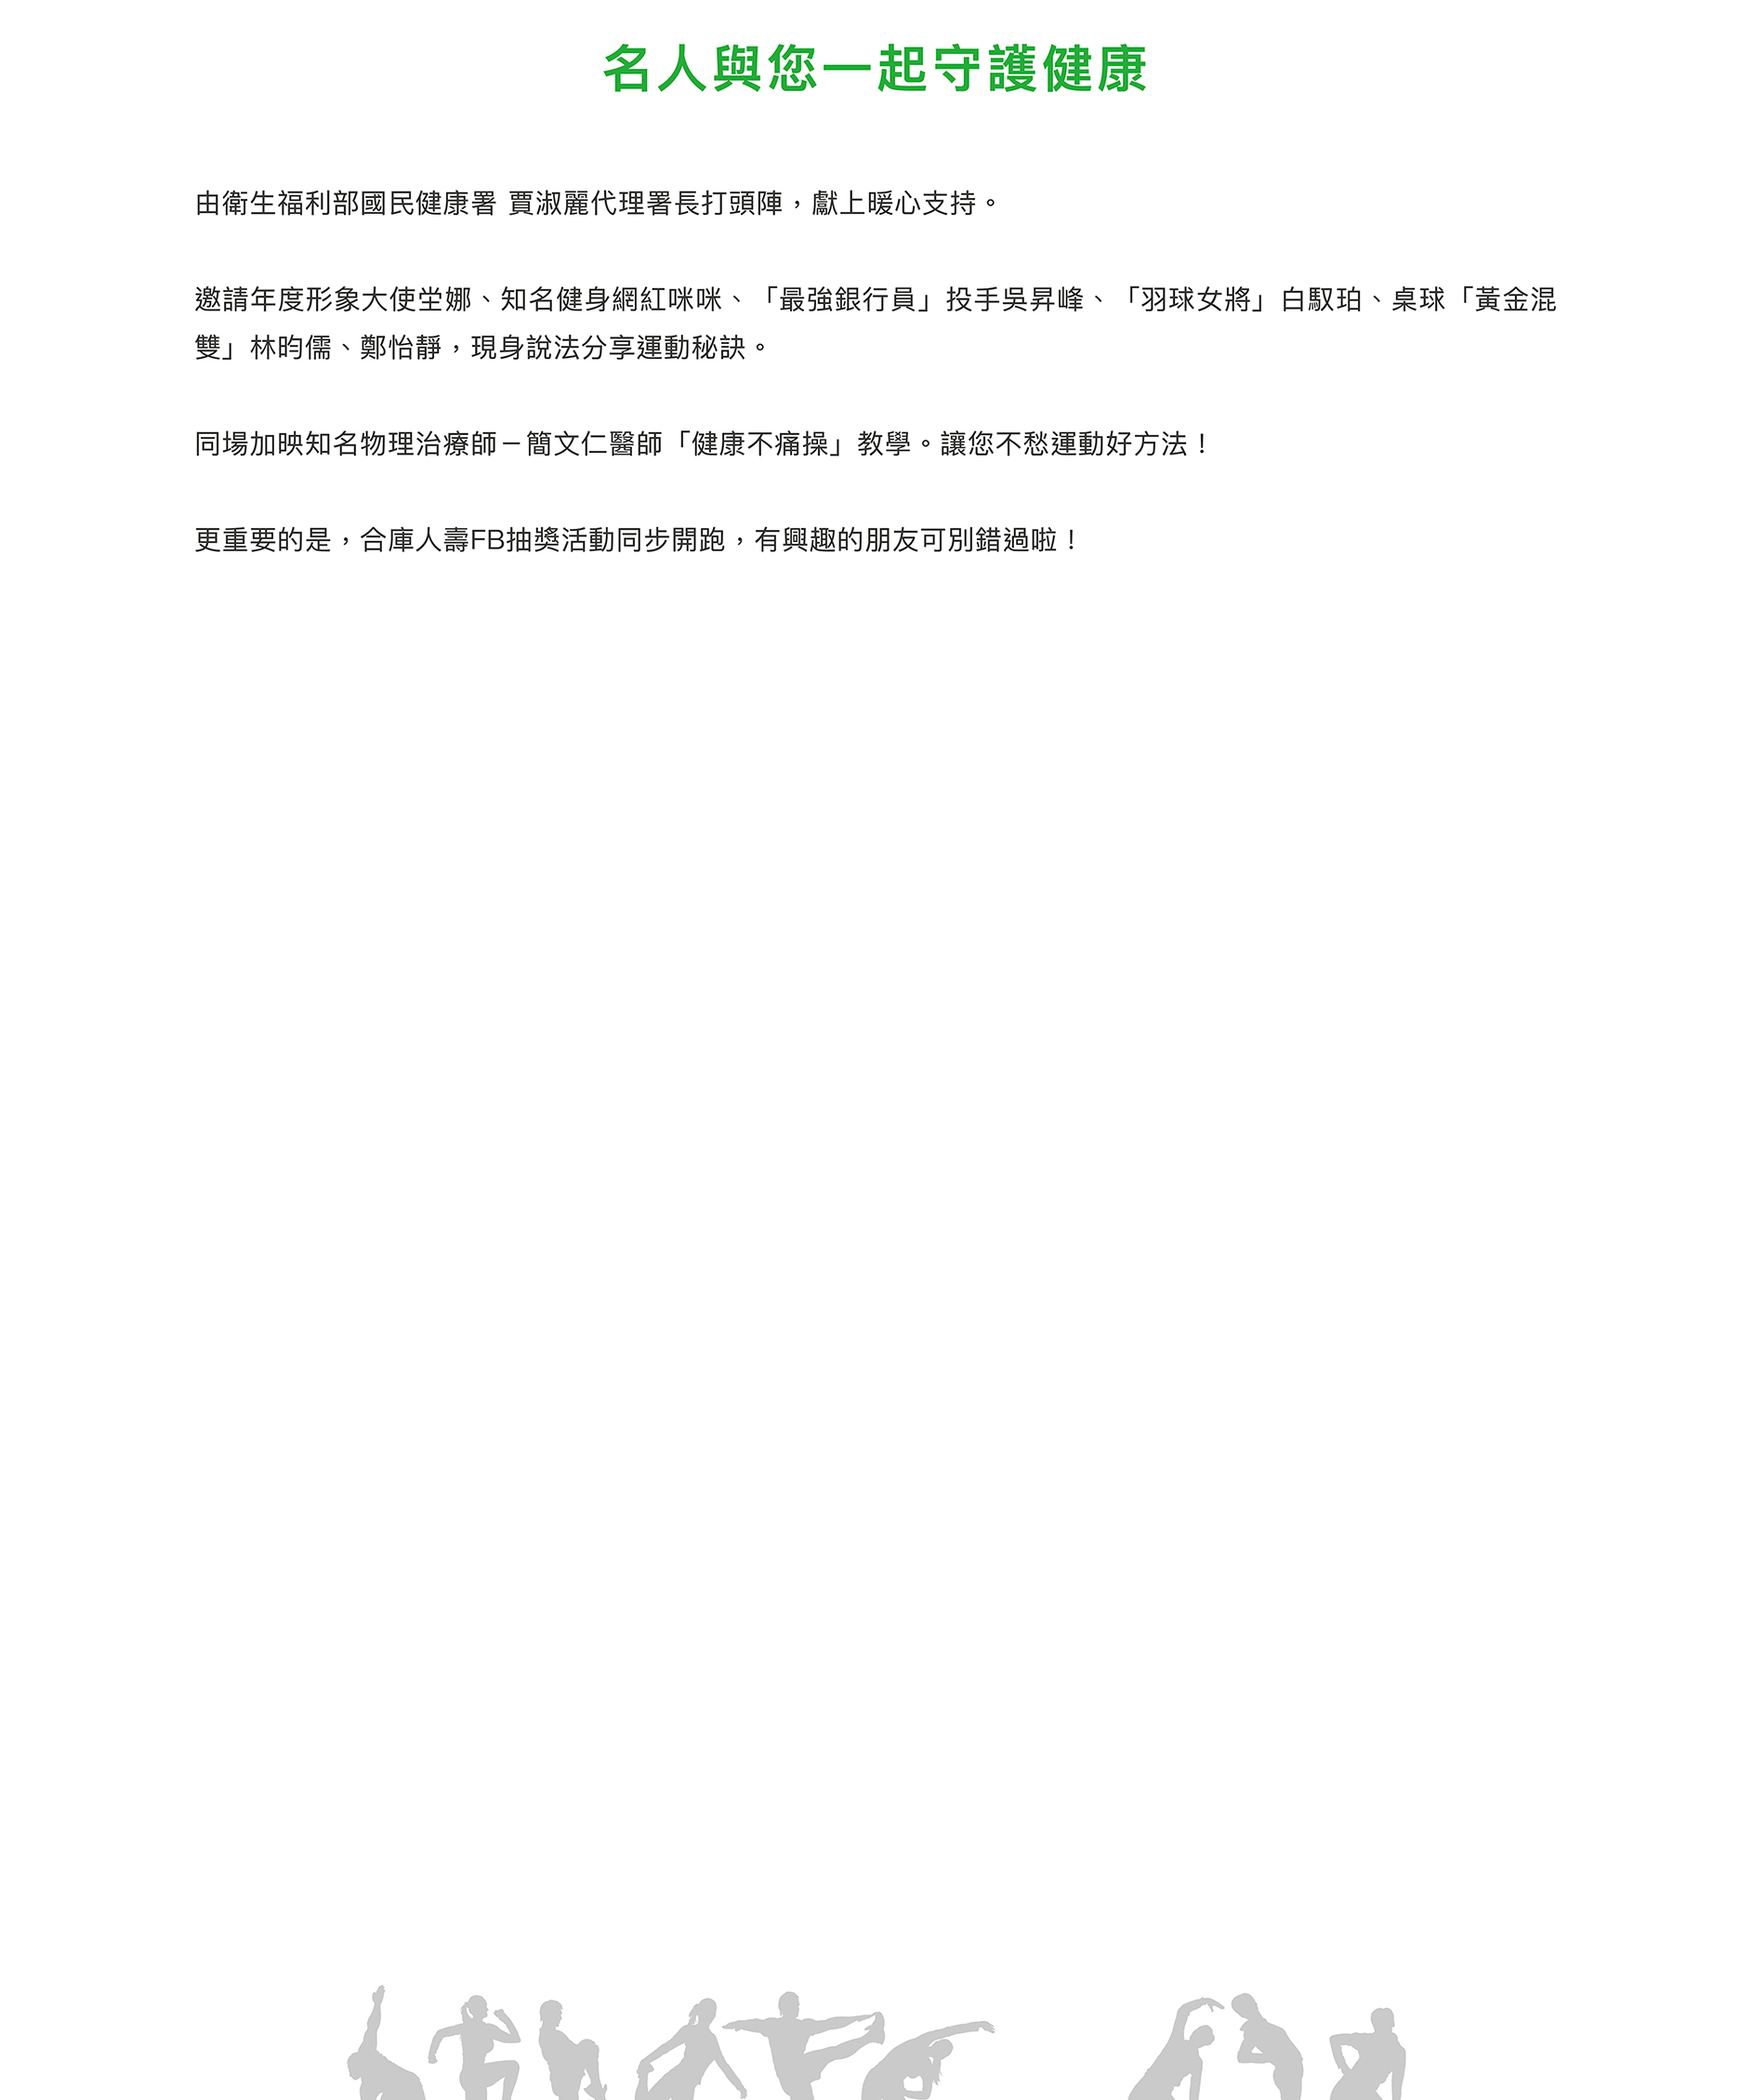 名人與您一起守護健康
由衛生福利部國民健康署 賈淑麗代理署長打頭陣，獻上暖心支持。
邀請年度形象大使坣娜、知名健身網紅咪咪、「最強銀行員」投手吳昇峰、「羽球女將」白馭珀、桌球「黃金混
雙」林昀儒、鄭怡靜，現身說法分享運動秘訣。
同場加映知名物理治療師－簡文仁醫師「健康不痛操」教學。讓您不愁運動好方法！
更重要的是，合庫人壽FB抽獎活動同步開跑，有興趣的朋友可別錯過啦！